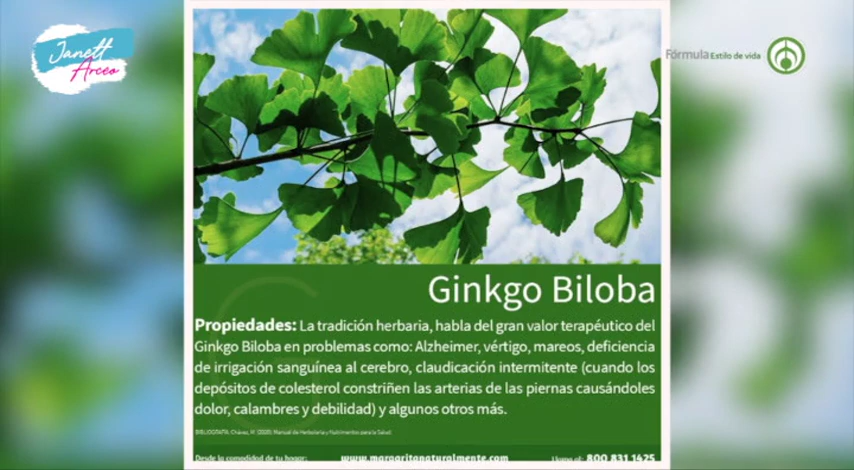 Janett
Arceo
Fórmula Estilo de vida
Ginkgo Biloba
Propiedades: La tradición herbaria, habla del gran valor terapéutico del
Ginkgo Biloba en problemas como: Alzheimer, vértigo, mareos, deficiencia
de irrigación sanguínea al cerebro, claudicación intermitente (cuando los
depósitos de colesterol constriñen las arterias de las piernas causándoles
dolor, calambres y debilidad) y algunos otros más.
BIBLIOGRAFÍA: Chávez, M. (2020). Manual de Herbolaria y Nutrimentos para la Salud
Desde la comodidad de tu hogar: www.margaritanaturalmente.com Llama al: 800 831 1425